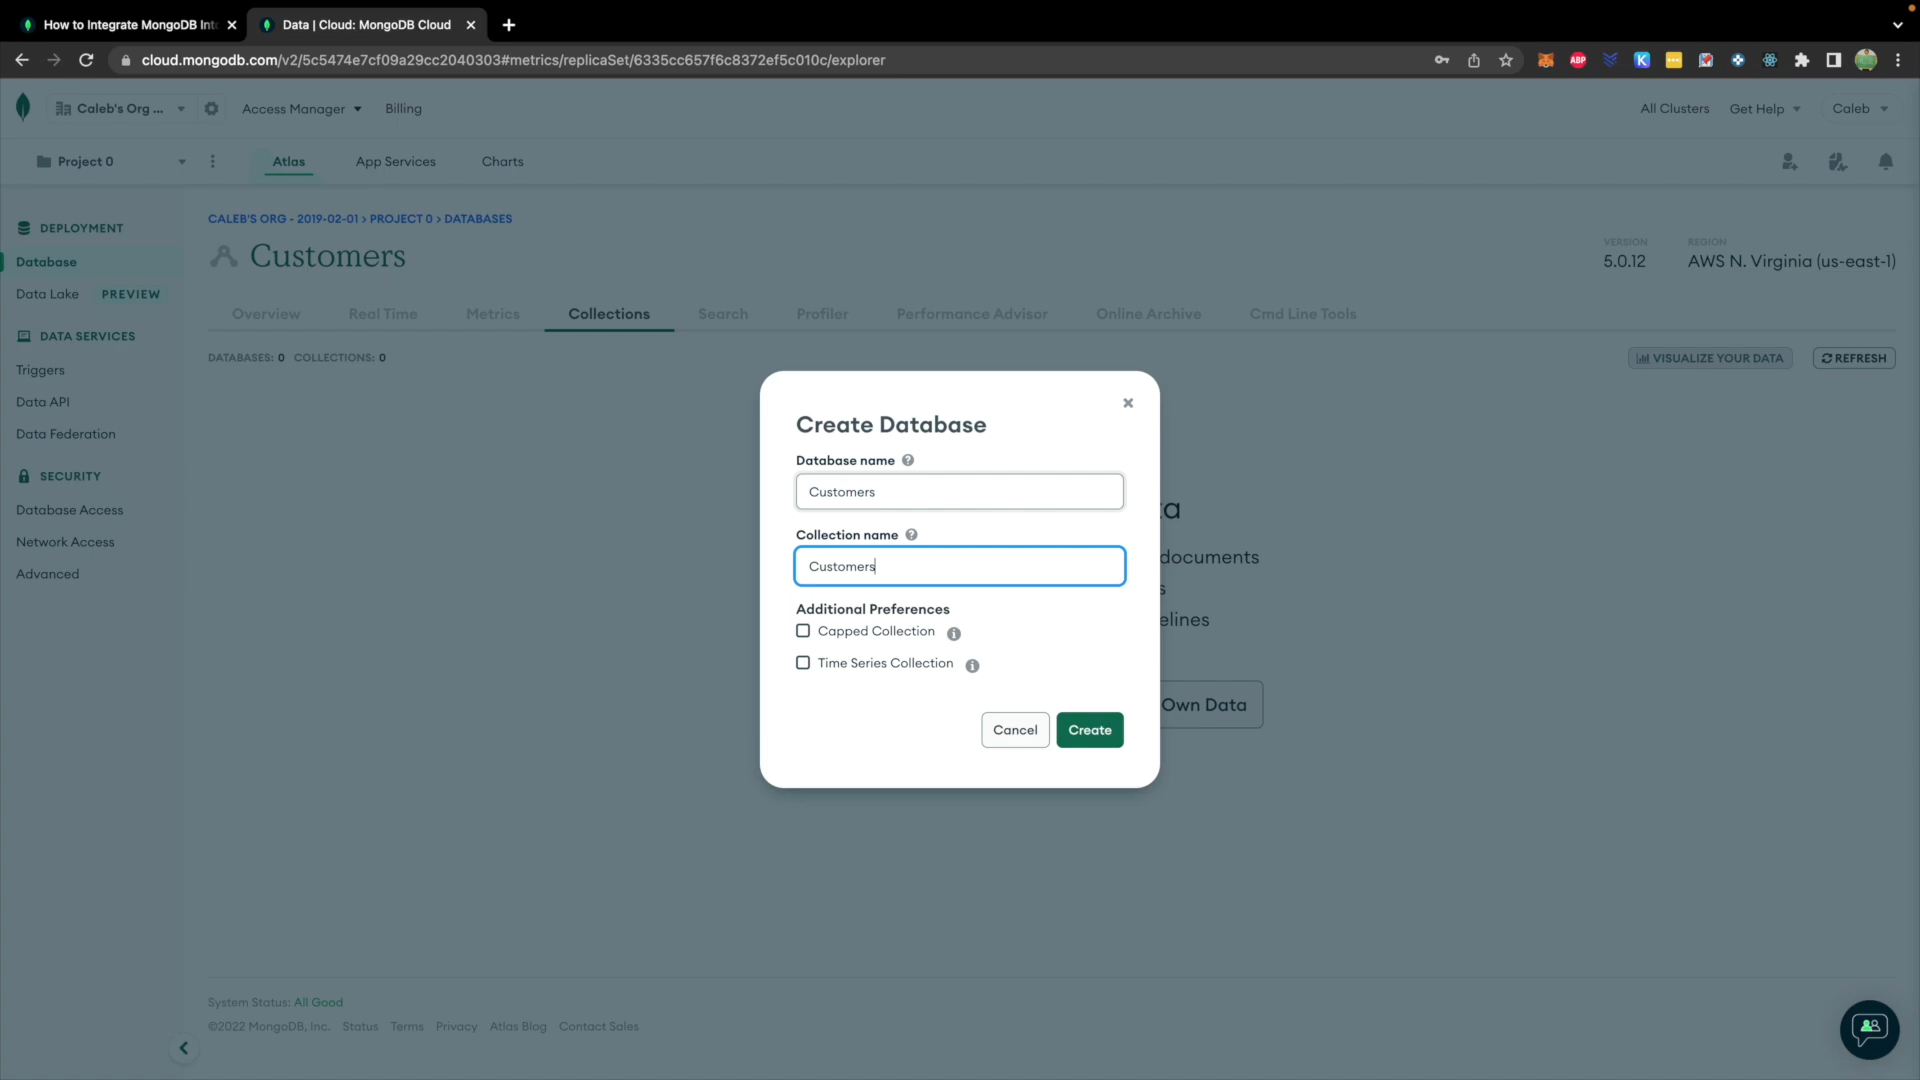 How to Integrate MongoDB Int
Data | Cloud: MongoDB Cloud
cloud.mongodb.com/v2/5c5474e7cf09a29cc2040303#metrics/replicaSet/6335cc657f6c8372ef5c010c/explorer
ABP
K
Caleb's Org ...
Access Manager
Billing
All Clusters
Get Help
Caleb
Project 0
Atlas
App Services
Charts
DEPLOYMENT
Database
Data Lake PREVIEW
DATA SERVICES
Triggers
Data API
Data Federation
SECURITY
Database Access
Network Access
Advanced
CALEB'S ORG - 2019-02-01 > PROJECT 0 > DATABASES
Customers
VERSION
5.0.12
REGION
AWS N. Virginia (us-east-1)
Overview
Real Time
Metrics
Collections
Search
Profiler
Performance Advisor
Online Archive
Cmd Line Tools
DATABASES: 0 COLLECTIONS: 0
VISUALIZE YOUR DATA
REFRESH
Create Database
Database name
Customers
Collection name
Customers
Additional Preferences
Capped Collection
Time Series Collection
Cancel
Create
ta
documents
s
elines
Own Data
System Status: All Good
©2022 MongoDB, Inc. Status Terms Privacy Atlas Blog Contact Sales